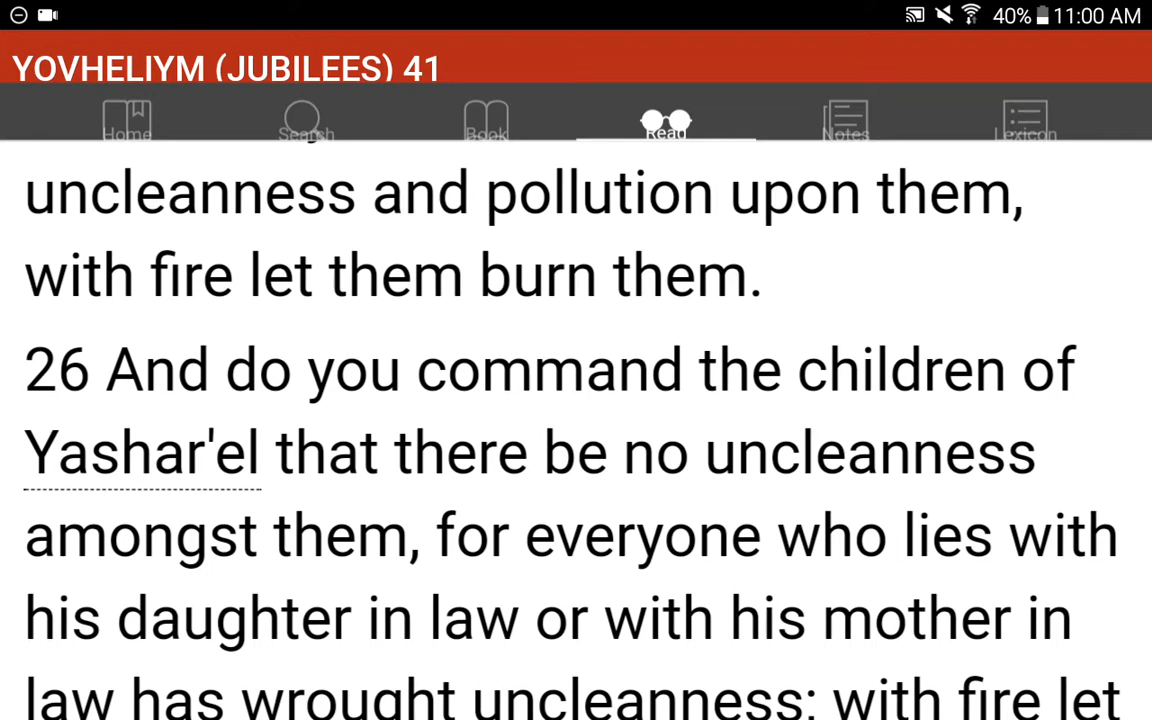 40% 11:00 AM
YOVHELIYM (JUBILEES) 41
Home Search Book Read Notes Lexicon
uncleanness and pollution upon them,
with fire let them burn them.
26 And do you command the children of
Yashar'el that there be no uncleanness
amongst them, for everyone who lies with
his daughter in law or with his mother in
law has wrought uncleanness; with fire let